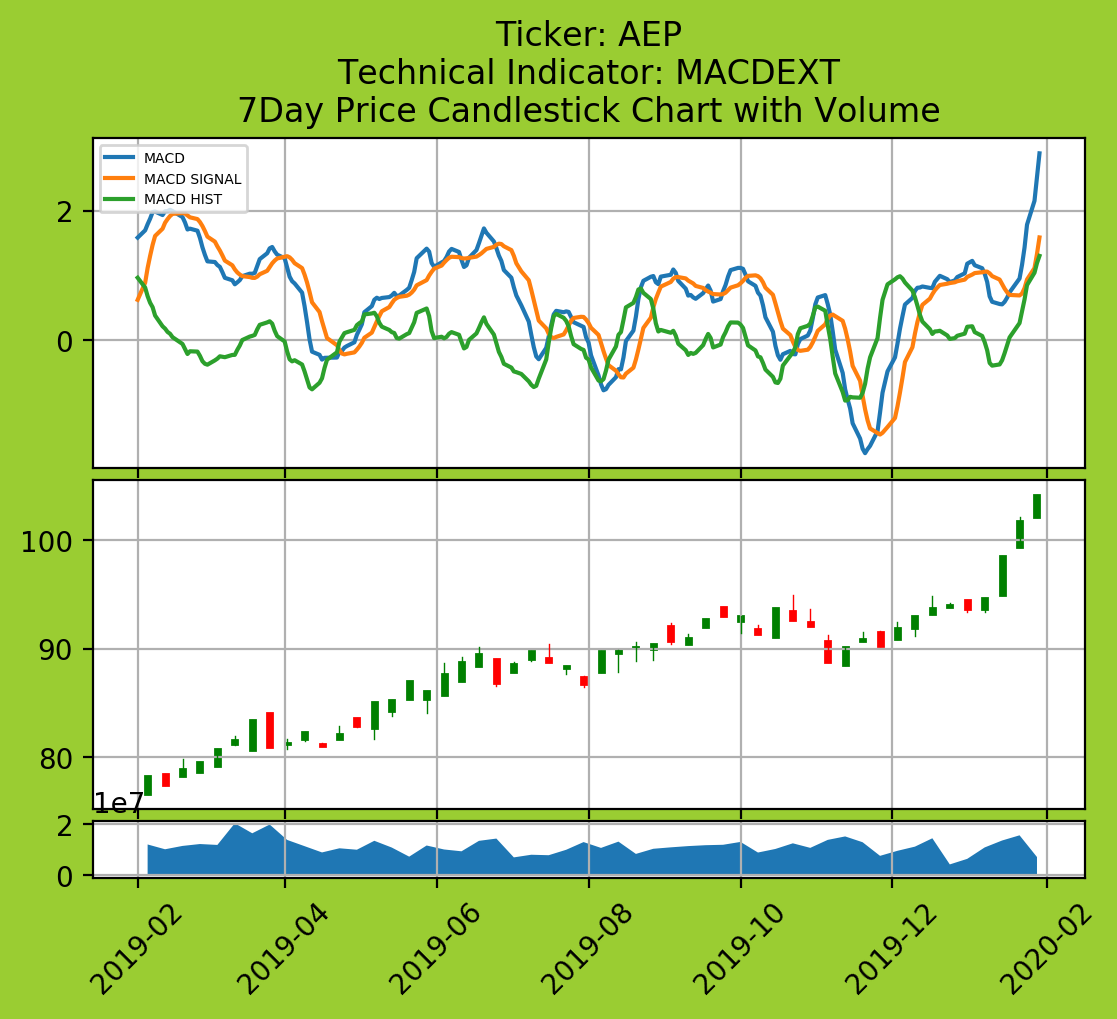 Ticker: AEP
Technical Indicator: MACDEXT
7Day Price Candlestick Chart with Volume
MACD
MACD SIGNAL
MACD HIST
2
0
100
90
80
1e7
2
0
2019-02
2019-04
2019-06
2019-08
2019-10
2019-12
2020-02